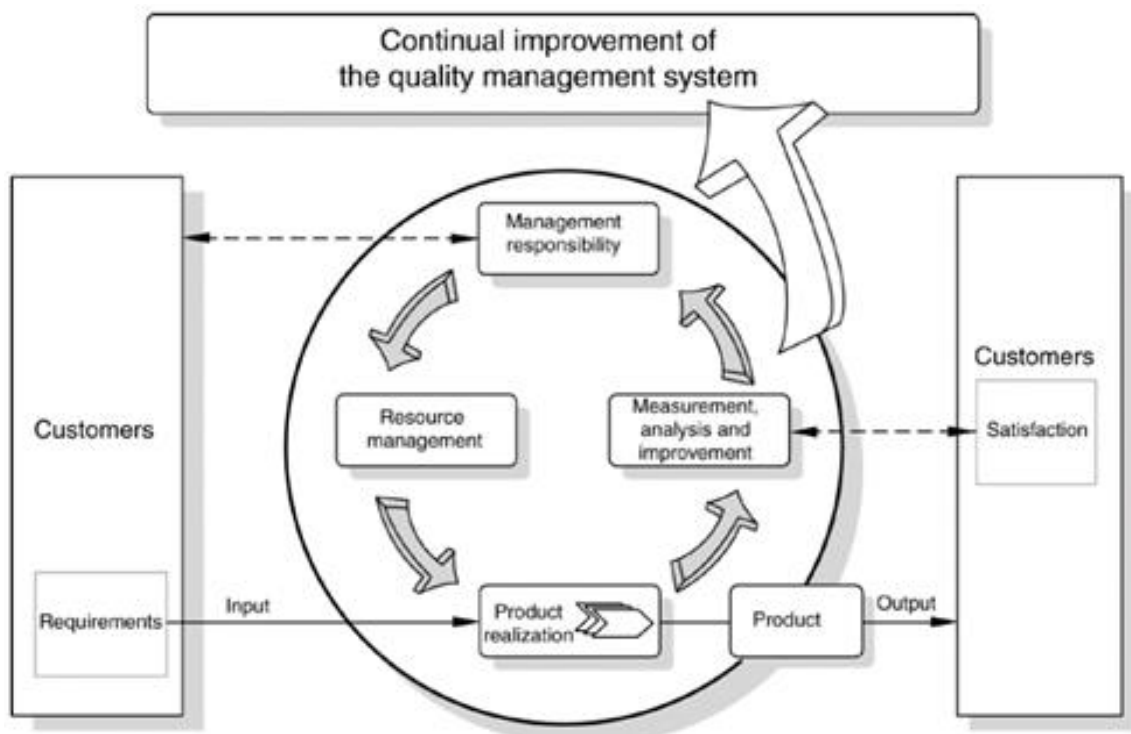 Continual improvement of
the quality management system
Management
responsibility
Customers
Resource
management
Measurement,
analysis and
improvement
Customers
Satisfaction
Requirements
Input
Product
realization
Product
Output